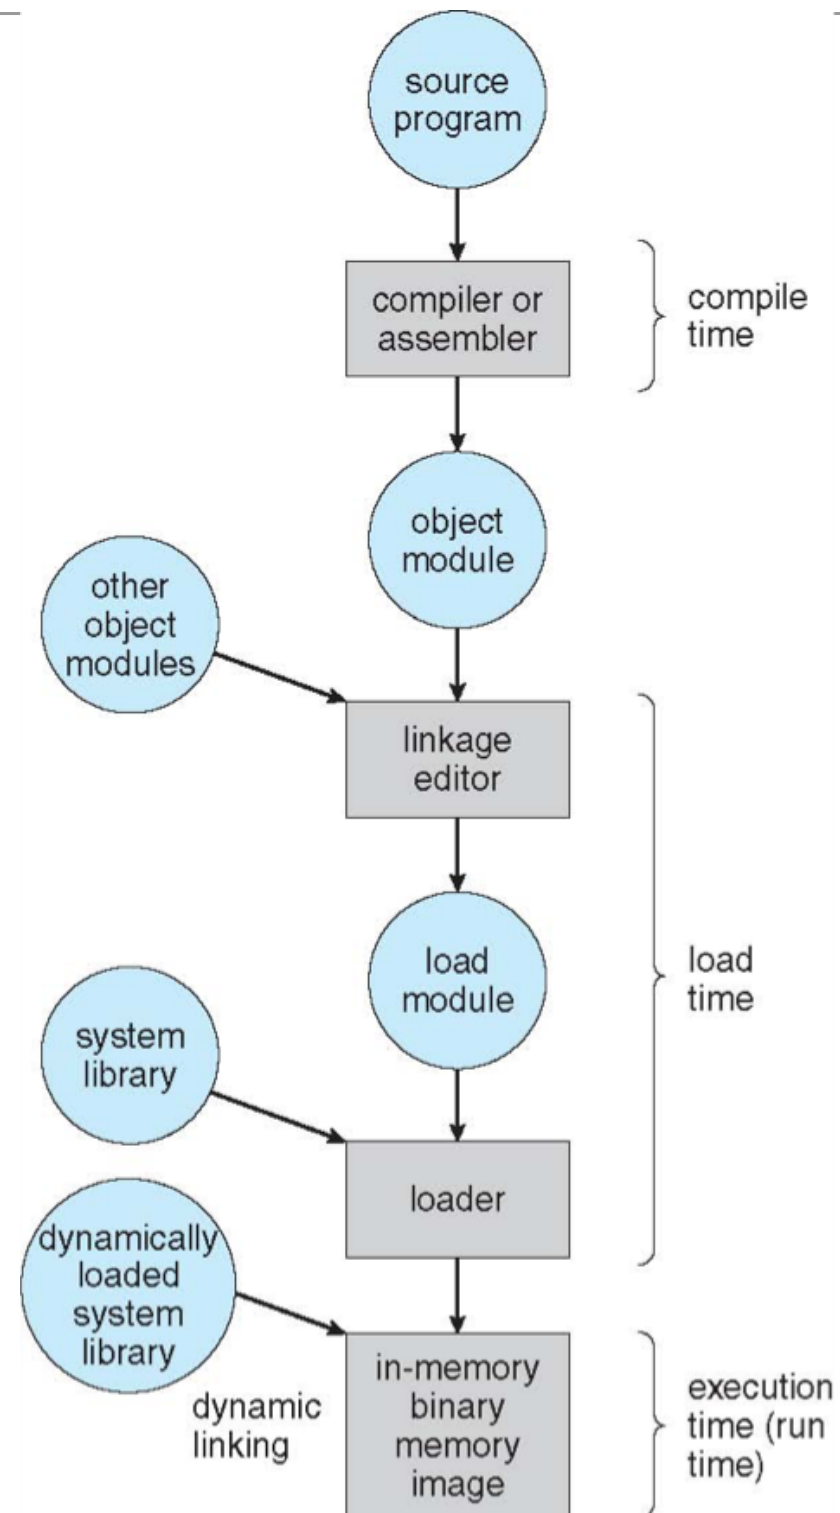 source
program
compiler or
assembler
compile
time
object
module
other
object
modules
linkage
editor
load
module
load
time
system
library
loader
dynamically
loaded
system
library
dynamic
linking
in-memory
binary
memory
image
execution
time (run
time)